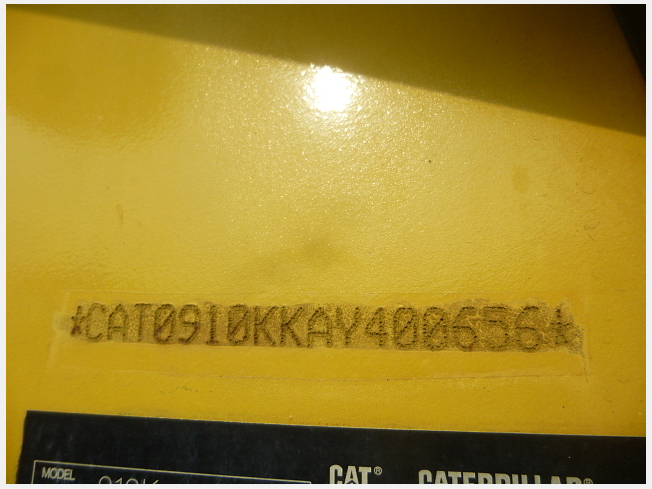 *CAT0910KKAY400656*
MODEL
CAT®
CATERPILLAR®